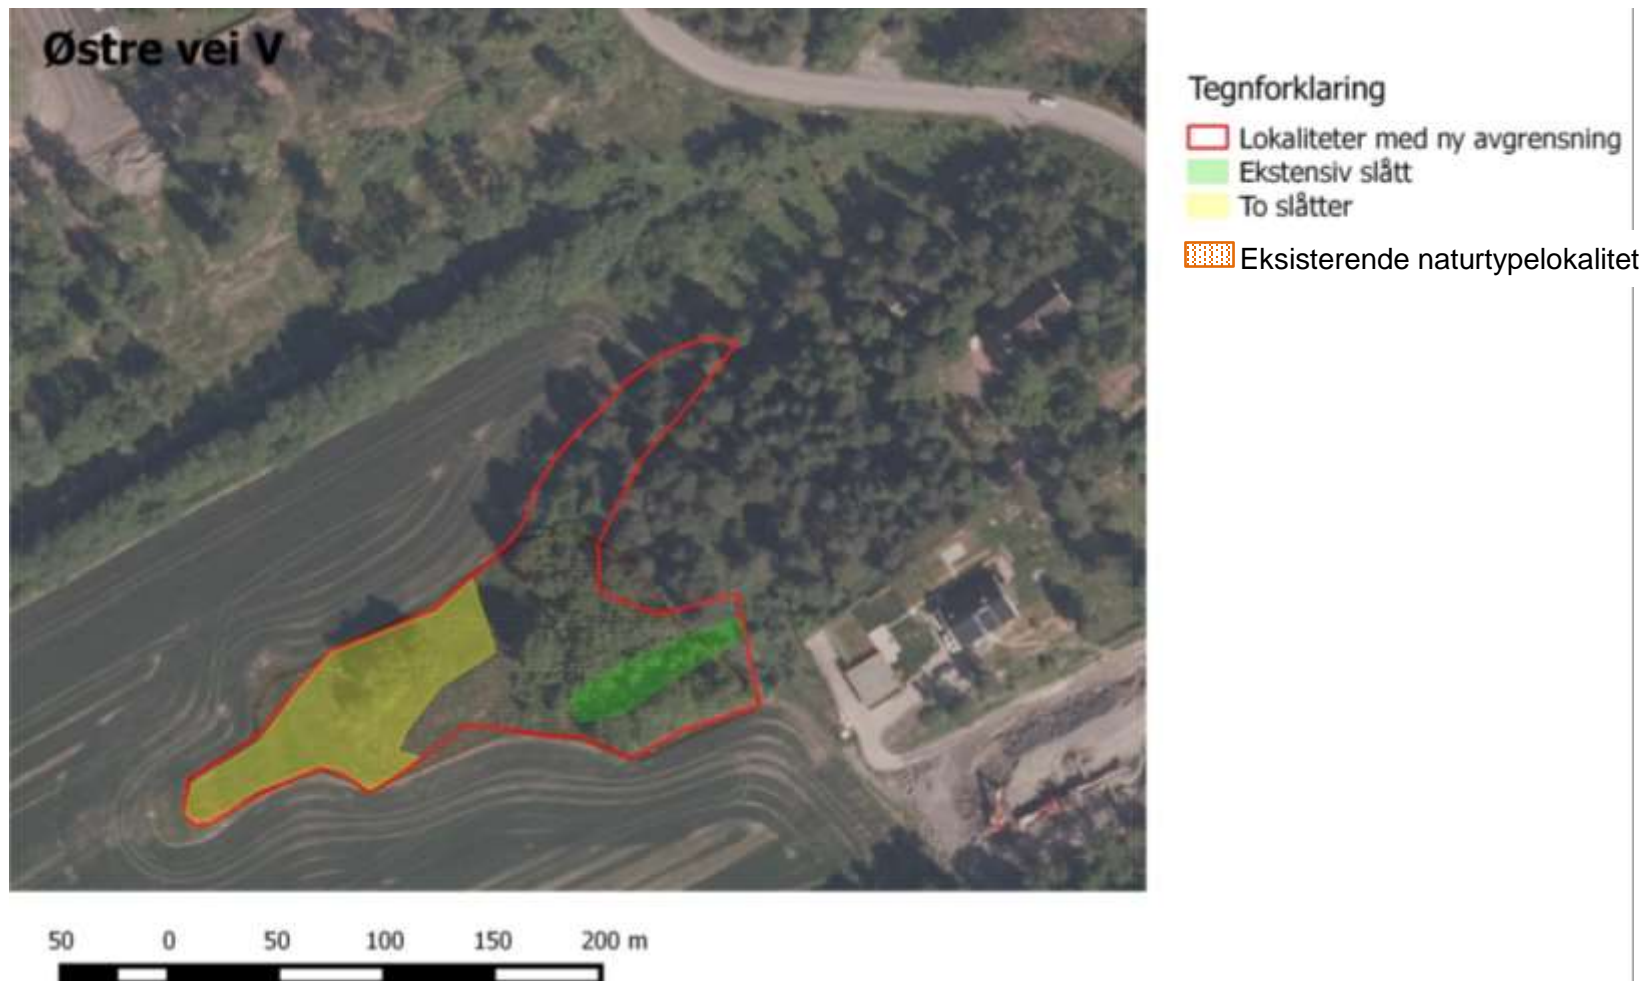 Østre vei V
Tegnforklaring
Lokaliteter med ny avgrensning
Ekstensiv slått
To slåtter
Eksisterende naturtypelokalitet
50 0 50 100 150 200 m